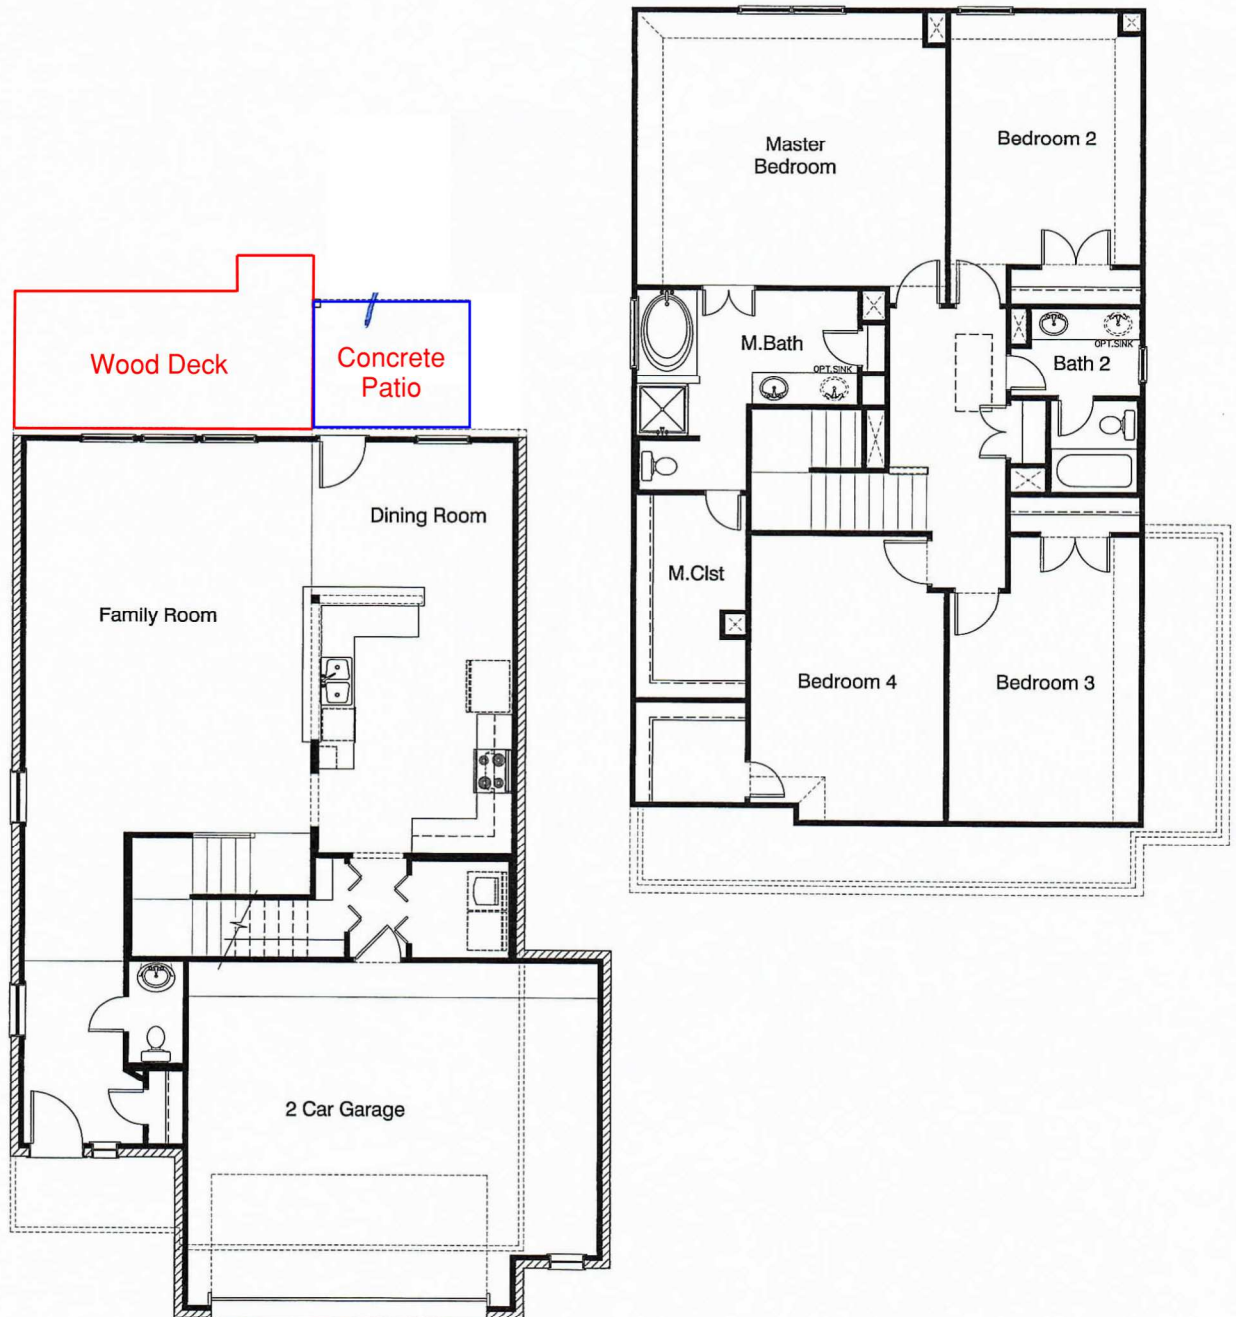 Master
Bedroom
Bedroom 2
M.Bath
OPT.SINK
OPT.SINK
Bath 2
M.Clst
Bedroom 4
Bedroom 3
Wood Deck
Concrete
Patio
Dining Room
Family Room
2 Car Garage